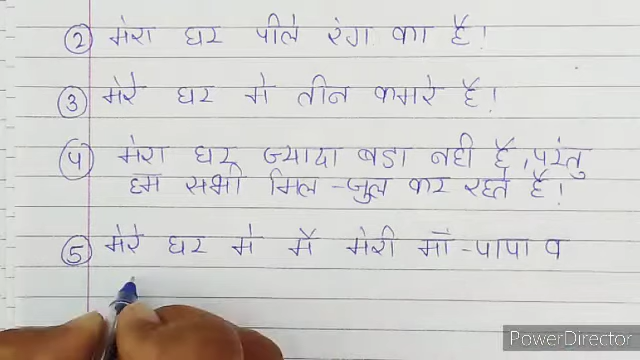 ② मेरा घर पीले रंग का है।
③ मेरे घर मे तीन कमरे है।
④ मेरा घर ज्यादा बडा नही है, परंतु
हम सभी मिल-जुल कर रहते है।
⑤ मेरे घर मे मै मेरी माँ-पापा व
PowerDirector